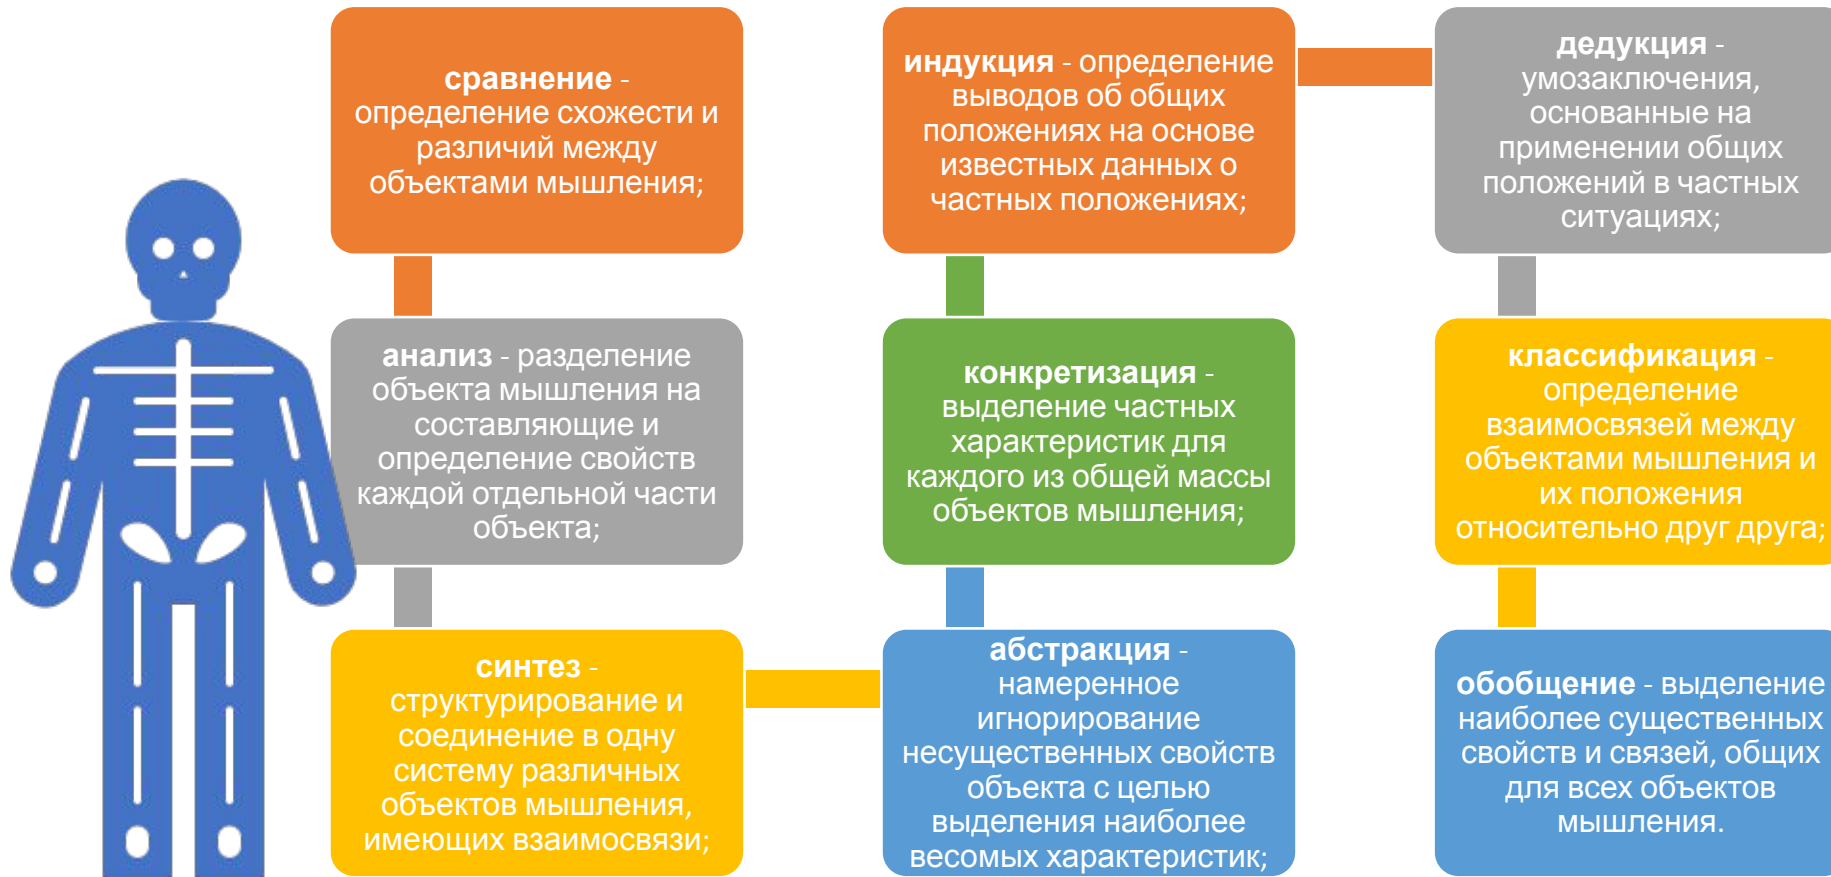 сравнение -
определение схожести и
различий между
объектами мышления;
анализ - разделение
объекта мышления на
составляющие и
определение свойств
каждой отдельной части
объекта;
синтез -
структурирование и
соединение в одну
систему различных
объектов мышления,
имеющих взаимосвязи;
абстракция -
намеренное
игнорирование
несущественных свойств
объекта с целью
выделения наиболее
весомых характеристик;
конкретизация -
выделение частных
характеристик для
каждого из общей массы
объектов мышления;
индукция - определение
выводов об общих
положениях на основе
известных данных о
частных положениях;
дедукция -
умозаключения,
основанные на
применении общих
положений в частных
ситуациях;
классификация -
определение
взаимосвязей между
объектами мышления и
их положения
относительно друг друга;
обобщение - выделение
наиболее существенных
свойств и связей, общих
для всех объектов
мышления.